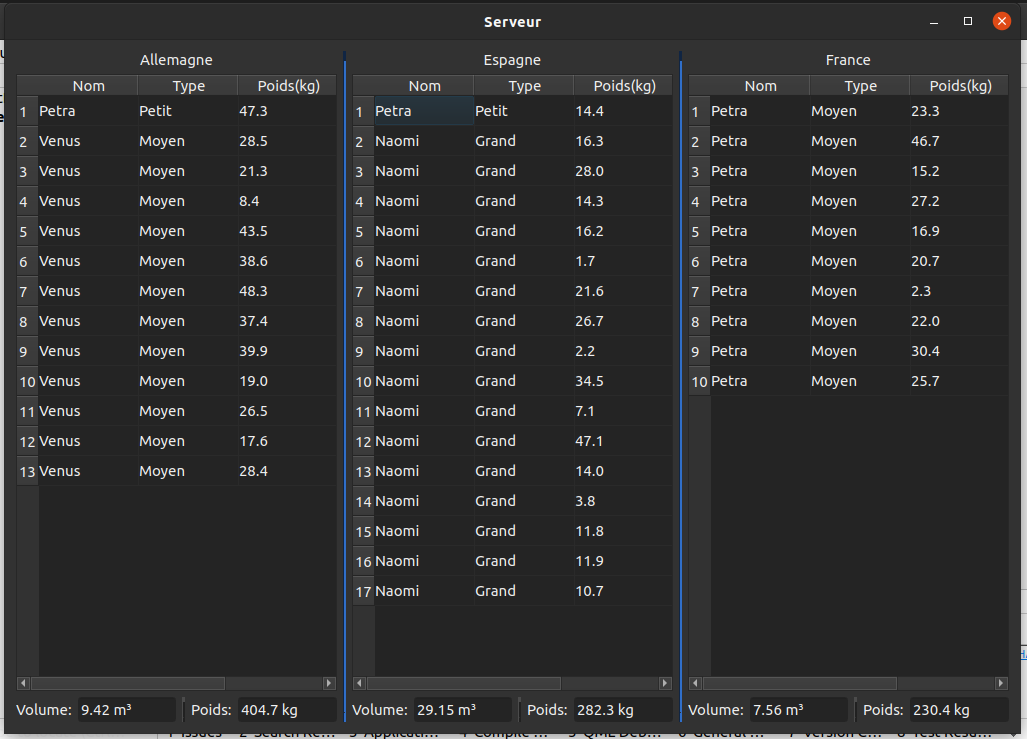 Serveur
Allemagne Espagne France
Nom Type Poids(kg) Nom Type Poids(kg) Nom Type Poids(kg)
1 Petra Petit 47.3 1 Petra Petit 14.4 1 Petra Moyen 23.3
2 Venus Moyen 28.5 2 Naomi Grand 16.3 2 Petra Moyen 46.7
3 Venus Moyen 21.3 3 Naomi Grand 28.0 3 Petra Moyen 15.2
4 Venus Moyen 8.4 4 Naomi Grand 14.3 4 Petra Moyen 27.2
5 Venus Moyen 43.5 5 Naomi Grand 16.2 5 Petra Moyen 16.9
6 Venus Moyen 38.6 6 Naomi Grand 1.7 6 Petra Moyen 20.7
7 Venus Moyen 48.3 7 Naomi Grand 21.6 7 Petra Moyen 2.3
8 Venus Moyen 37.4 8 Naomi Grand 26.7 8 Petra Moyen 22.0
9 Venus Moyen 39.9 9 Naomi Grand 2.2 9 Petra Moyen 30.4
10 Venus Moyen 19.0 10 Naomi Grand 34.5 10 Petra Moyen 25.7
11 Venus Moyen 26.5 11 Naomi Grand 7.1
12 Venus Moyen 17.6 12 Naomi Grand 47.1
13 Venus Moyen 28.4 13 Naomi Grand 14.0
14 Naomi Grand 3.8
15 Naomi Grand 11.8
16 Naomi Grand 11.9
17 Naomi Grand 10.7
Volume: 9.42 m³ Poids: 404.7 kg Volume: 29.15 m³ Poids: 282.3 kg Volume: 7.56 m³ Poids: 230.4 kg